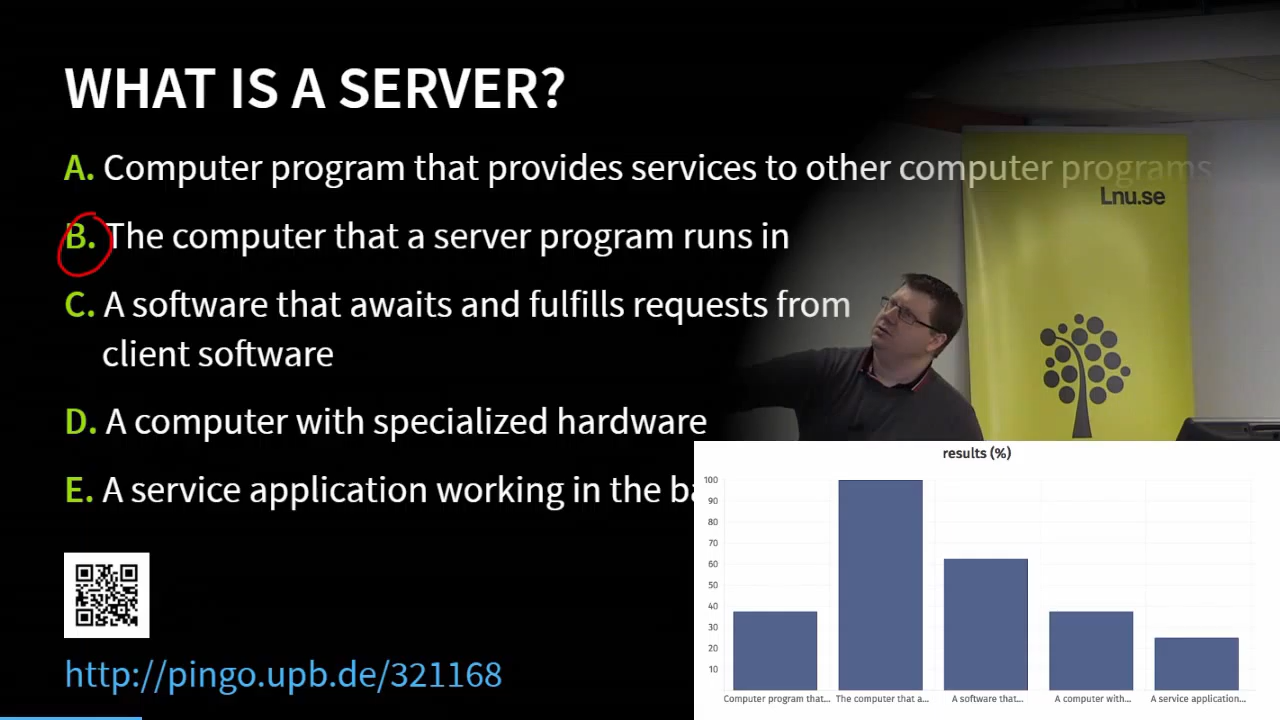 WHAT IS A SERVER?
A. Computer program that provides services to other computer programs
Lnu.se
B. The computer that a server program runs in
C. A software that awaits and fulfills requests from
client software
D. A computer with specialized hardware
E. A service application working in the ba
http://pingo.upb.de/321168
results (%)
100
90
80
70
60
50
40
30
20
10
Computer program that... The computer that a... A software that... A computer with... A service application...